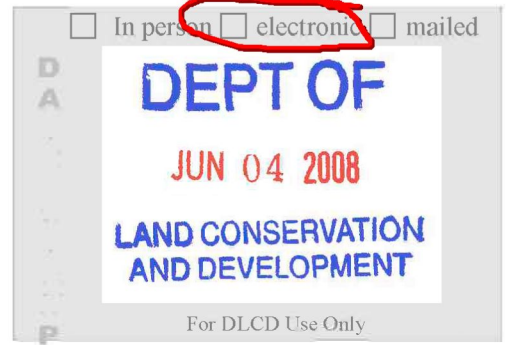 ☐ In person ☐ electronic ☐ mailed
D
A
DEPT OF
JUN 04 2008
LAND CONSERVATION
AND DEVELOPMENT
P
For DLCD Use Only